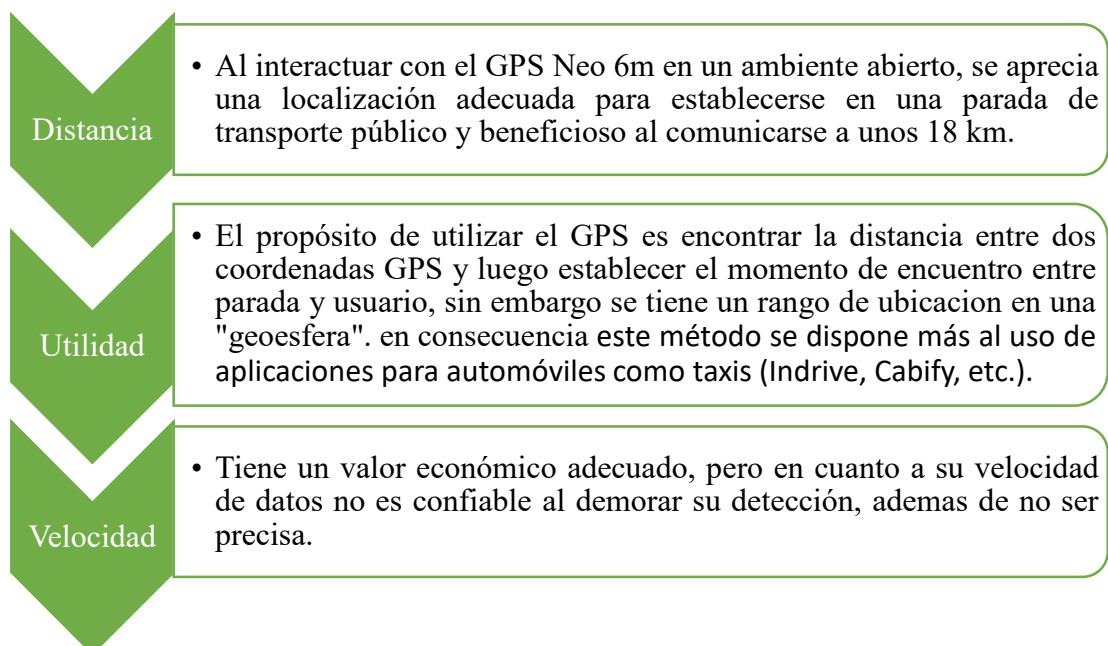 Distancia
• Al interactuar con el GPS Neo 6m en un ambiente abierto, se aprecia
una localización adecuada para establecerse en una parada de
transporte público y beneficioso al comunicarse a unos 18 km.
Utilidad
• El propósito de utilizar el GPS es encontrar la distancia entre dos
coordenadas GPS y luego establecer el momento de encuentro entre
parada y usuario, sin embargo se tiene un rango de ubicacion en una
"geoesfera". en consecuencia este método se dispone más al uso de
aplicaciones para automóviles como taxis (Indrive, Cabify, etc.).
Velocidad
• Tiene un valor económico adecuado, pero en cuanto a su velocidad
de datos no es confiable al demorar su detección, ademas de no ser
precisa.